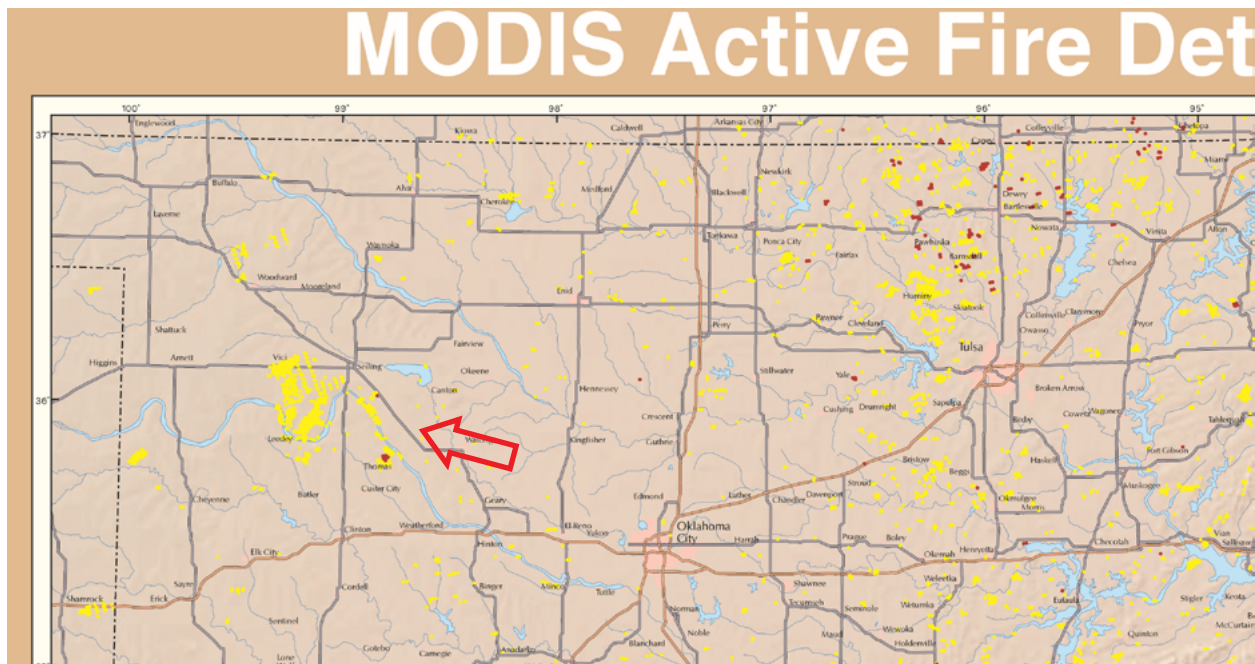 MODIS Active Fire Det
100°
99°
98°
97°
96°
95°
37°
Englewood
Kiowa
Caldwell
Arkansas City
Coffeyville
Chetopa
Miami
Buffalo
Alva
Medford
Newkirk
Blackwell
Dewey
Bartlesville
Laverne
Cherokee
Waynoka
Tonkawa
Ponca City
Pawhuska
Nowata
Vinita
Afton
Fairfax
Barnsdall
Chelsea
Woodward
Mooreland
Enid
Hominy
Skiatook
Collinsville
Claremore
Shattuck
Perry
Pawnee
Cleveland
Owasso
Pryor
Fairview
Tulsa
Higgins
Arnett
Vici
Seiling
Okeene
Canton
Hennessey
Stillwater
Yale
Broken Arrow
36°
Cushing
Drumright
Sapulpa
Bixby
Coweta
Wagoner
Tahlequah
Crescent
Leedey
Kingfisher
Guthrie
Bristow
Beggs
Haskell
Fort Gibson
Thomas
Muskogee
Cheyenne
Butler
Custer City
Geary
Edmond
Luther
Chandler
Davenport
Stroud
Okmulgee
Morris
Clinton
Weatherford
El Reno
Yukon
Oklahoma
City
Harrah
Prague
Boley
Okemah
Henryetta
Checotah
Vian
Sallisaw
Elk City
Hinton
Sayre
Cordell
Binger
Minco
Tuttle
Shawnee
Weleetka
Shamrock
Erick
Tecumseh
Seminole
Wetumka
Eufaula
Stigler
Keota
Sentinel
Norman
Noble
Maud
Wewoka
Holdenville
Quinton
McCurtain
Lone
Gotebo
Carnegie
Anadarko
Blanchard